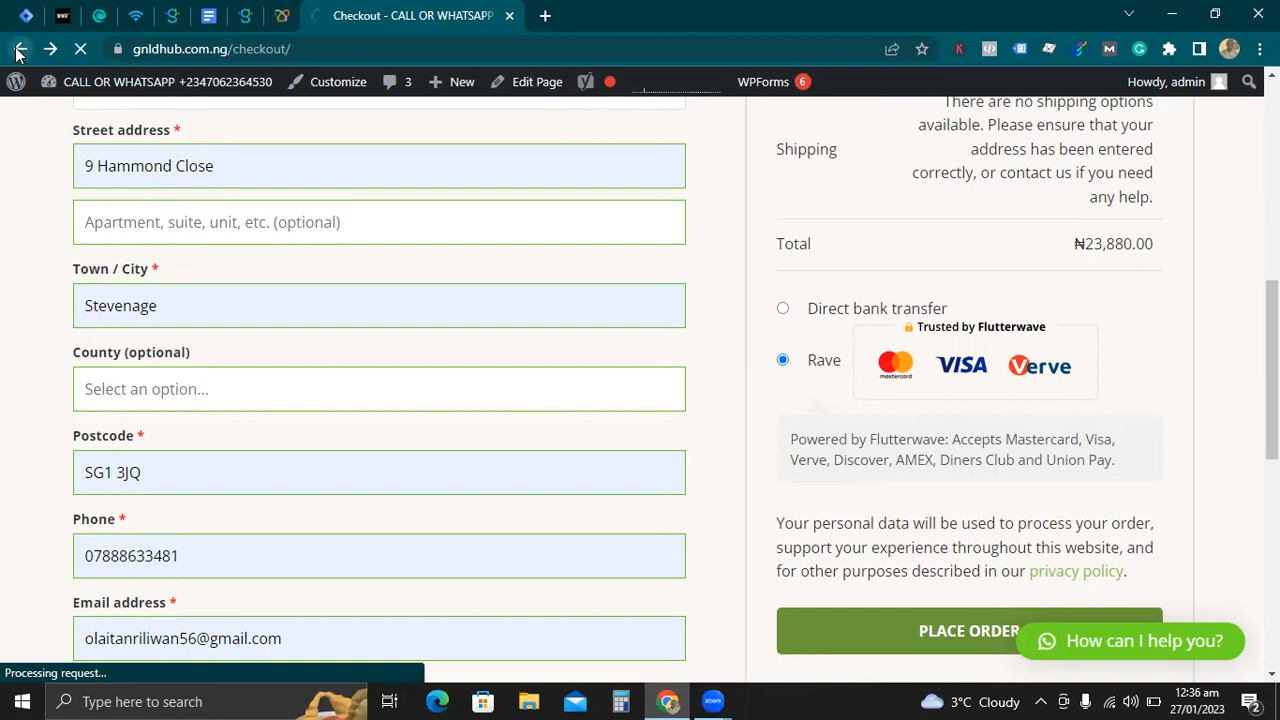 Checkout - CALL OR WHATSAPP
gnldhub.com.ng/checkout/
CALL OR WHATSAPP +2347062364530 Customize 3 New Edit Page WPForms 6 Howdy, admin
Street address *
9 Hammond Close
Apartment, suite, unit, etc. (optional)
Town / City *
Stevenage
County (optional)
Select an option...
Postcode *
SG1 3JQ
Phone *
07888633481
Email address *
olaitanriliwan56@gmail.com
Shipping
There are no shipping options
available. Please ensure that your
address has been entered
correctly, or contact us if you need
any help.
Total ₦23,880.00
Direct bank transfer
Trusted by Flutterwave
Rave
mastercard VISA Verve
Powered by Flutterwave: Accepts Mastercard, Visa,
Verve, Discover, AMEX, Diners Club and Union Pay.
Your personal data will be used to process your order,
support your experience throughout this website, and
for other purposes described in our privacy policy.
PLACE ORDER
How can I help you?
Processing request...
Type here to search
zoom
3°C Cloudy
12:36 am
27/01/2023
2